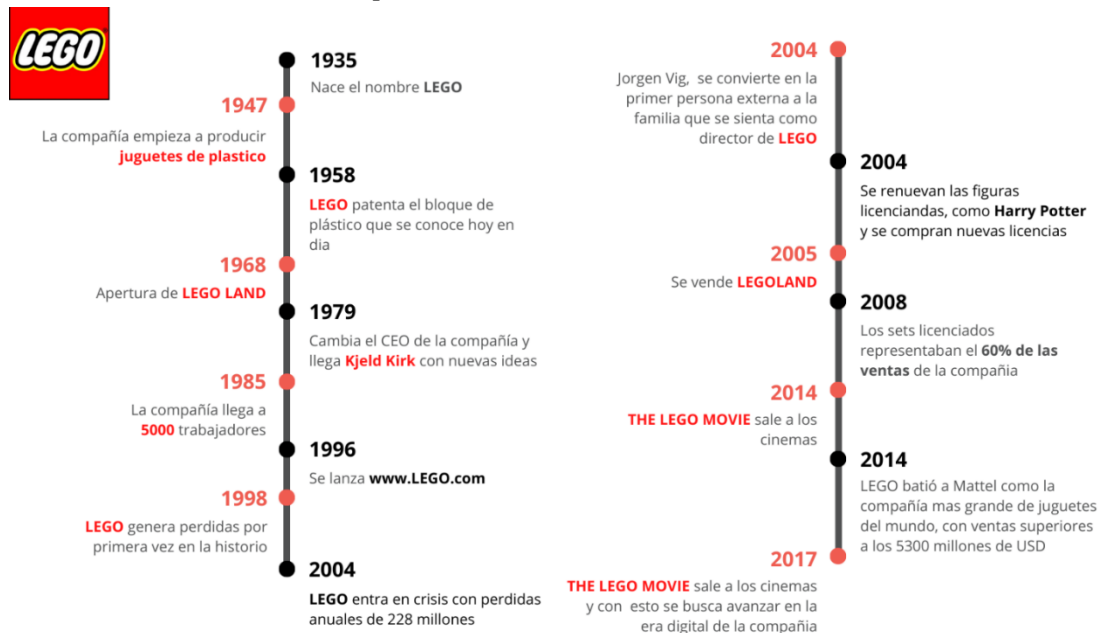 LEGO
1935
Nace el nombre LEGO
1947
La compañía empieza a producir
juguetes de plastico
1958
LEGO patenta el bloque de
plástico que se conoce hoy en
dia
1968
Apertura de LEGO LAND
1979
Cambia el CEO de la compañía y
llega Kjeld Kirk con nuevas ideas
1985
La compañía llega a
5000 trabajadores
1996
Se lanza www.LEGO.com
1998
LEGO genera perdidas por
primera vez en la historio
2004
LEGO entra en crisis con perdidas
anuales de 228 millones
2004
Jorgen Vig, se convierte en la
primer persona externa a la
familia que se sienta como
director de LEGO
2004
Se renuevan las figuras
licenciandas, como Harry Potter
y se compran nuevas licencias
2005
Se vende LEGOLAND
2008
Los sets licenciados
representaban el 60% de las
ventas de la compañia
2014
THE LEGO MOVIE sale a los
cinemas
2014
LEGO batió a Mattel como la
compañía mas grande de juguetes
del mundo, con ventas superiores
a los 5300 millones de USD
2017
THE LEGO MOVIE sale a los cinemas
y con esto se busca avanzar en la
era digital de la compañia